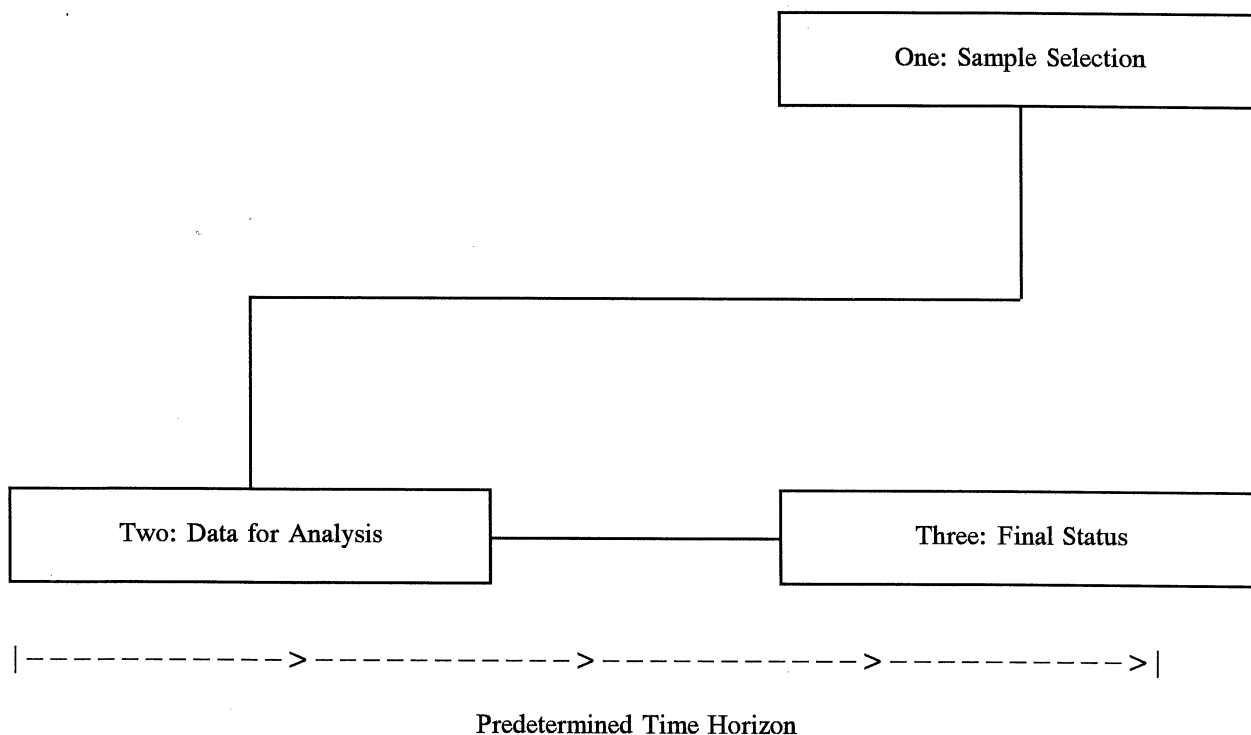 One: Sample Selection
Two: Data for Analysis
Three: Final Status
|----------->----------->----------->----------->|
Predetermined Time Horizon